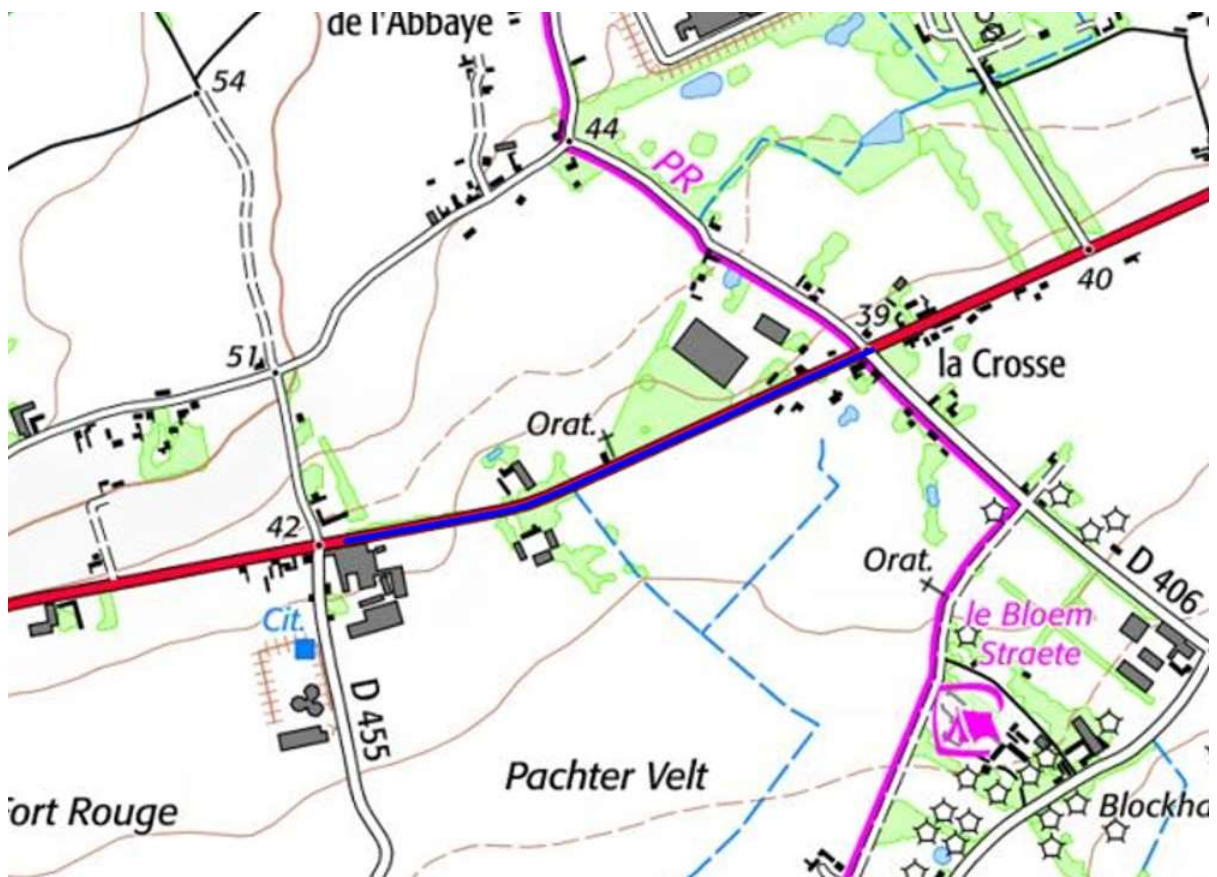 de l'Abbaye
54
44
PR
40
39
51
la Crosse
Orat.
42
Orat.
D 406
Cit.
le Bloem
Straete
D 455
Pachter Velt
ort Rouge
Blockha